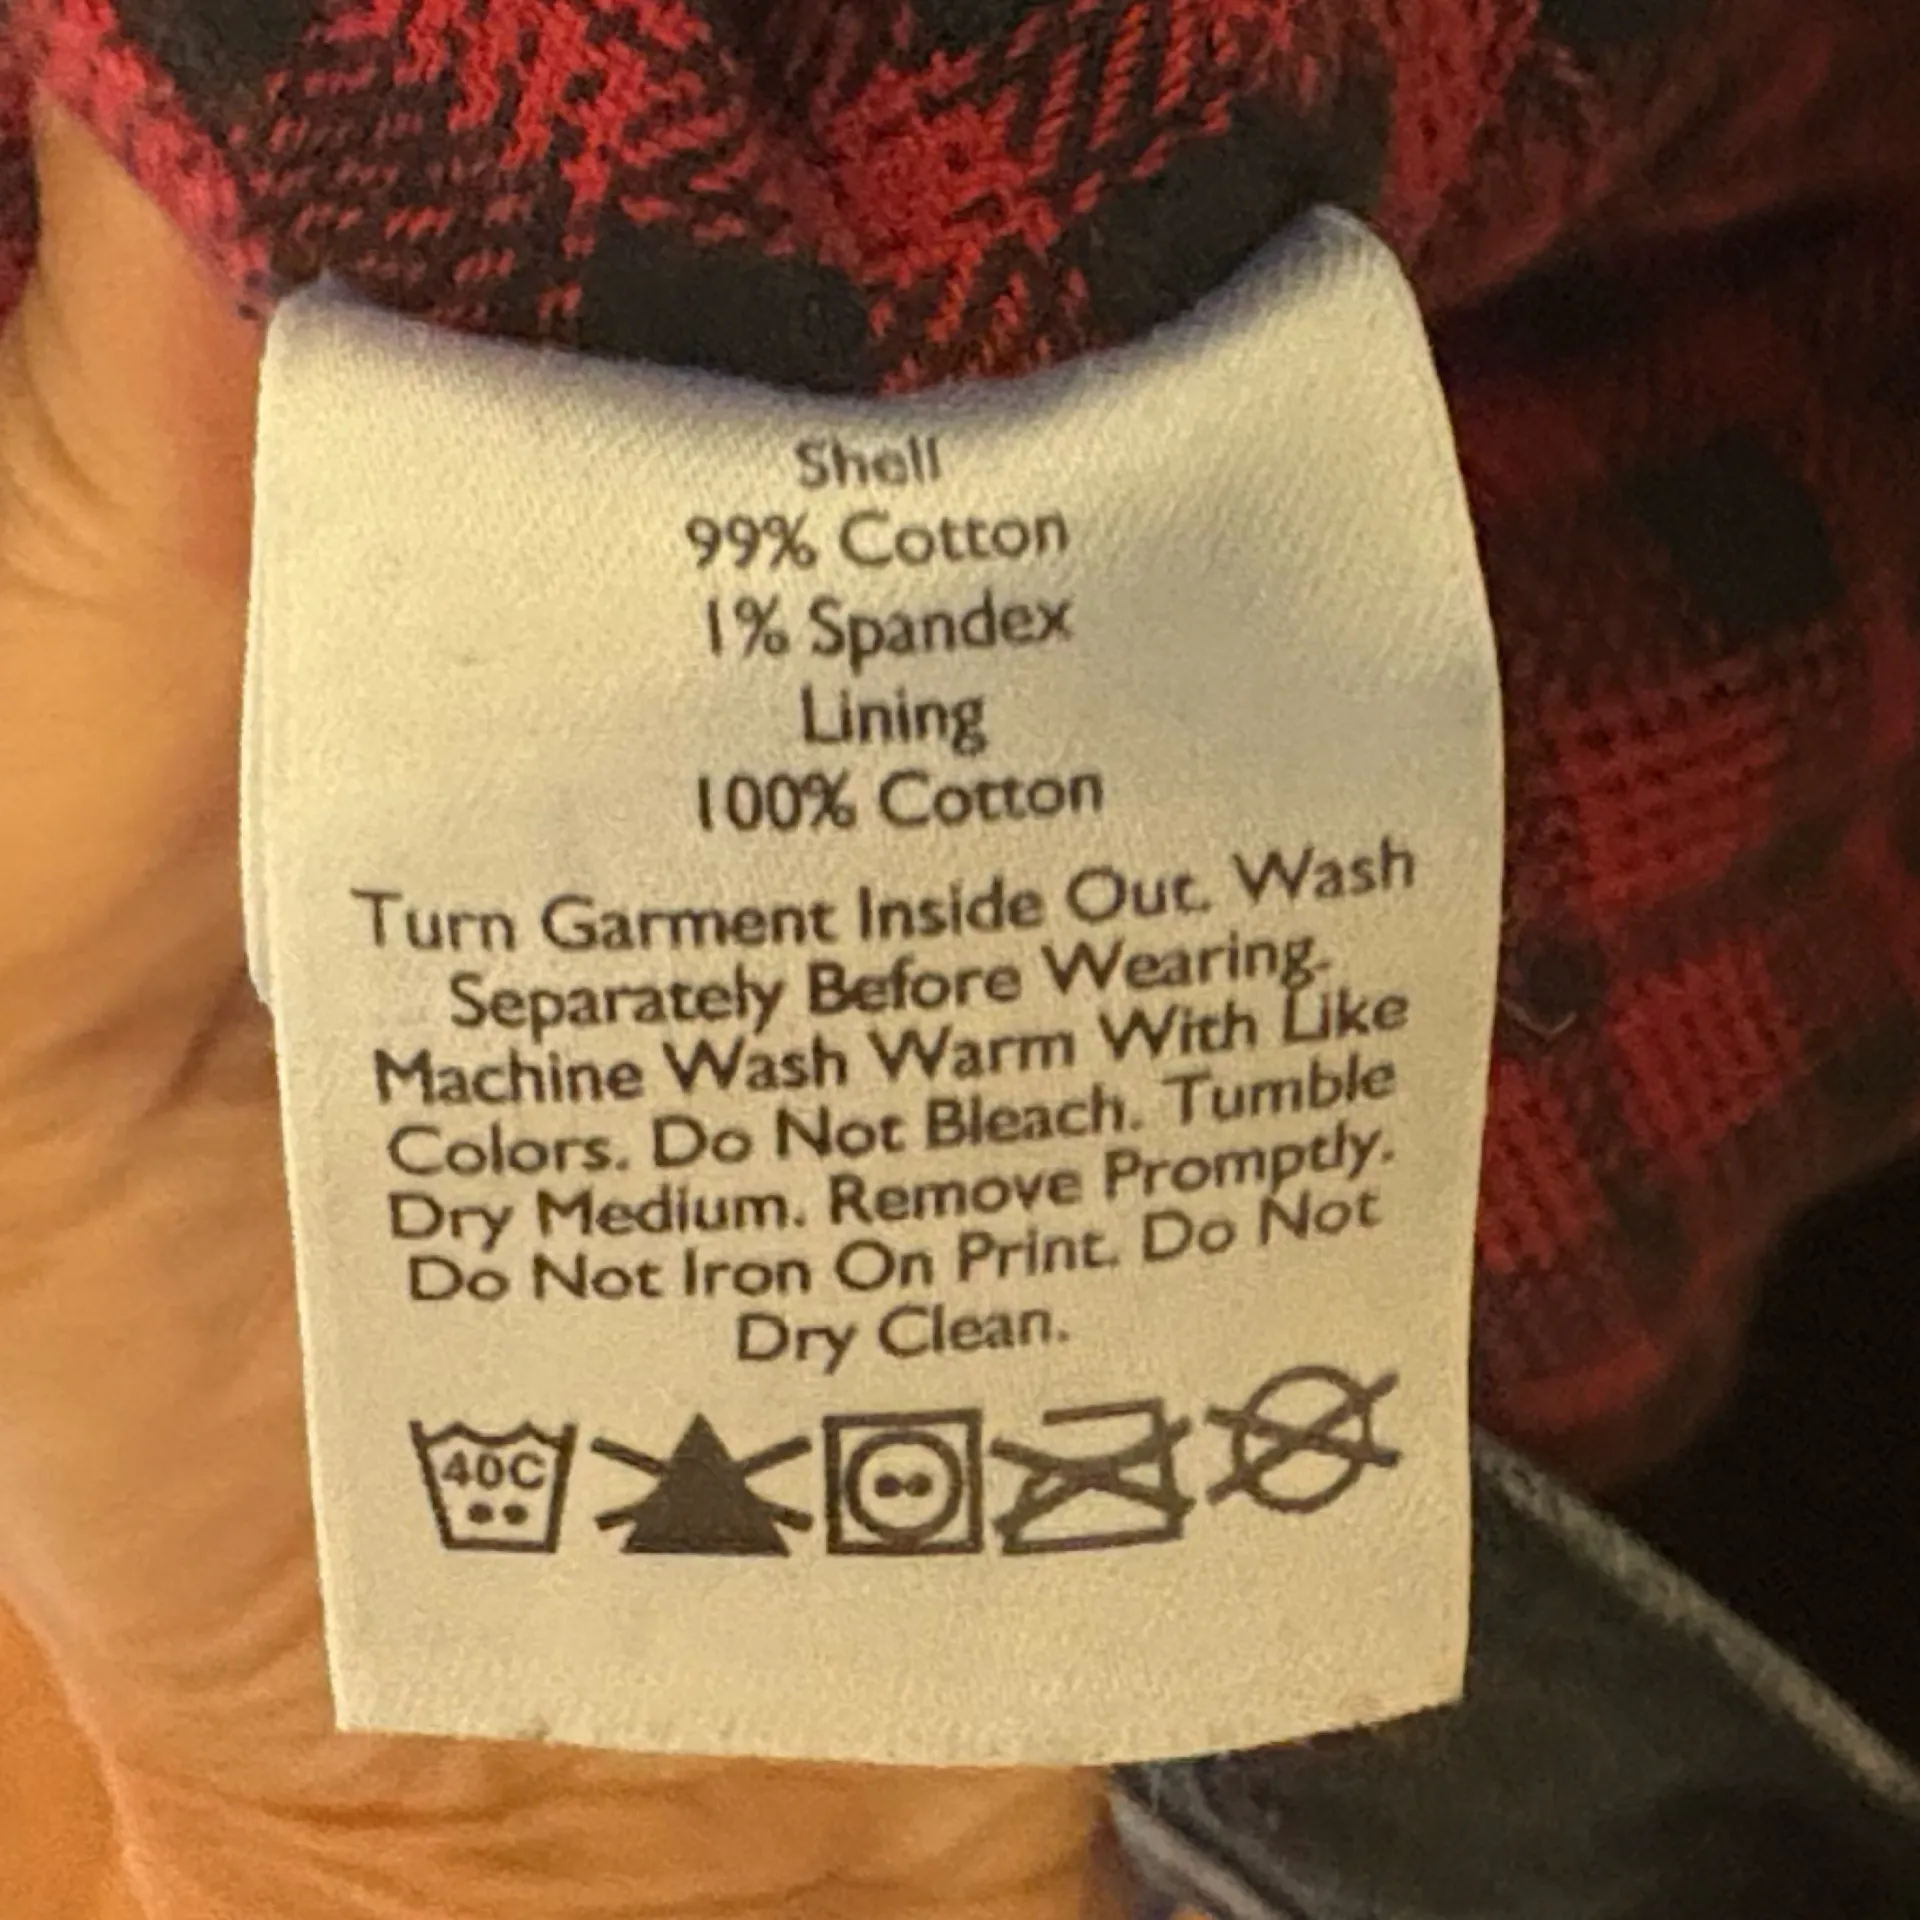 Shell
99% Cotton
1% Spandex
Lining
100% Cotton
Turn Garment Inside Out. Wash
Separately Before Wearing.
Machine Wash Warm With Like
Colors. Do Not Bleach. Tumble
Dry Medium. Remove Promptly.
Do Not Iron On Print. Do Not
Dry Clean.
40C